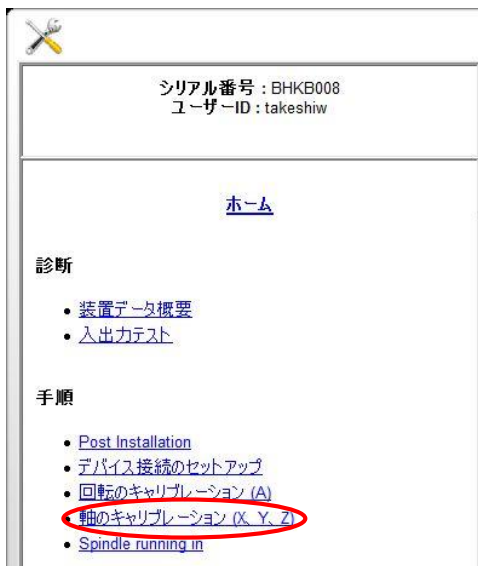 シリアル番号 : BHKB008
ユーザーID : takeshiw
ホーム
診断
装置データ概要
入出力テスト
手順
Post Installation
デバイス接続のセットアップ
回転のキャリブレーション (A)
軸のキャリブレーション (X、Y、Z)
Spindle running in